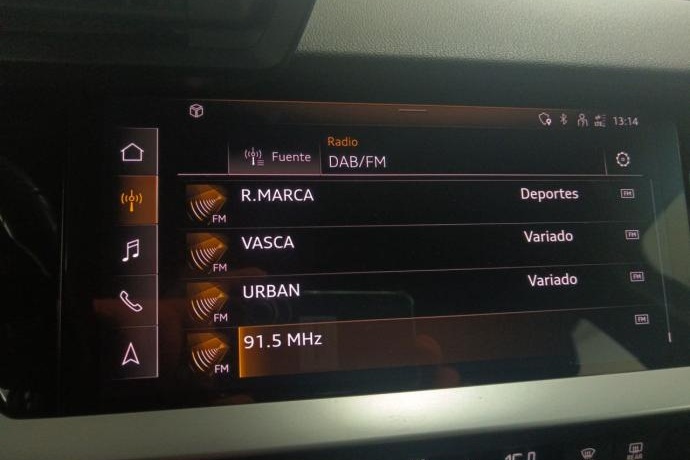 13:14
Fuente
Radio
DAB/FM
R.MARCA Deportes FM
FM
VASCA Variado FM
FM
URBAN Variado FM
FM
91.5 MHz FM
FM
REAR